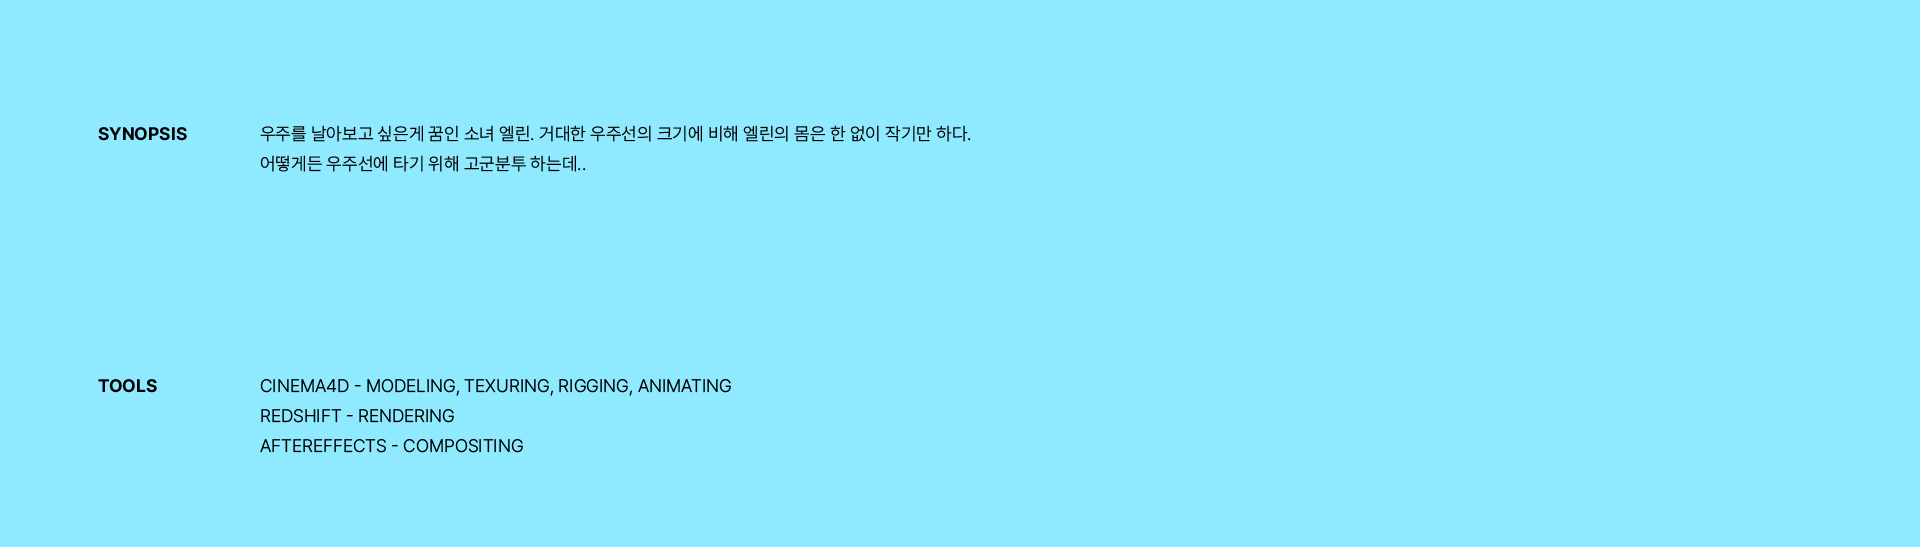 SYNOPSIS
우주를 날아보고 싶은게 꿈인 소녀 엘린. 거대한 우주선의 크기에 비해 엘린의 몸은 한 없이 작기만 하다.
어떻게든 우주선에 타기 위해 고군분투 하는데..
TOOLS
CINEMA4D - MODELING, TEXURING, RIGGING, ANIMATING
REDSHIFT - RENDERING
AFTEREFFECTS - COMPOSITING